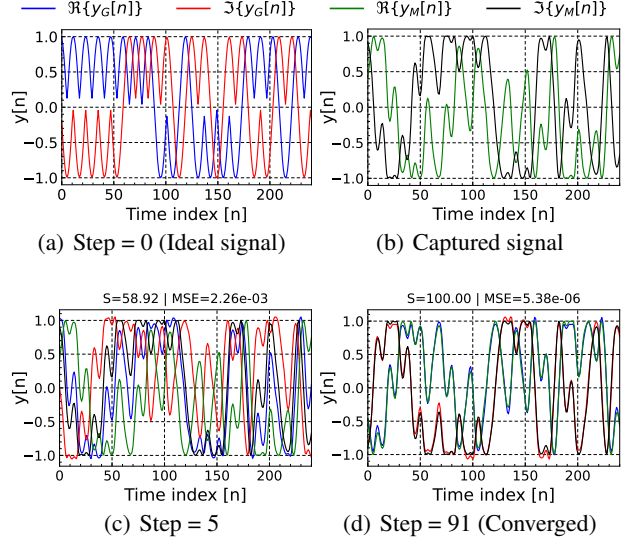 ℜ{y_G[n]} ℑ{y_G[n]} ℜ{y_M[n]} ℑ{y_M[n]}
1.0
0.5
0.0
−0.5
−1.0
y[n]
0 50 100 150 200
Time index [n]
(a) Step = 0 (Ideal signal)
1.0
0.5
0.0
−0.5
−1.0
y[n]
0 50 100 150 200
Time index [n]
(b) Captured signal
S=58.92 | MSE=2.26e-03
1.0
0.5
0.0
−0.5
−1.0
y[n]
0 50 100 150 200
Time index [n]
(c) Step = 5
S=100.00 | MSE=5.38e-06
1.0
0.5
0.0
−0.5
−1.0
y[n]
0 50 100 150 200
Time index [n]
(d) Step = 91 (Converged)